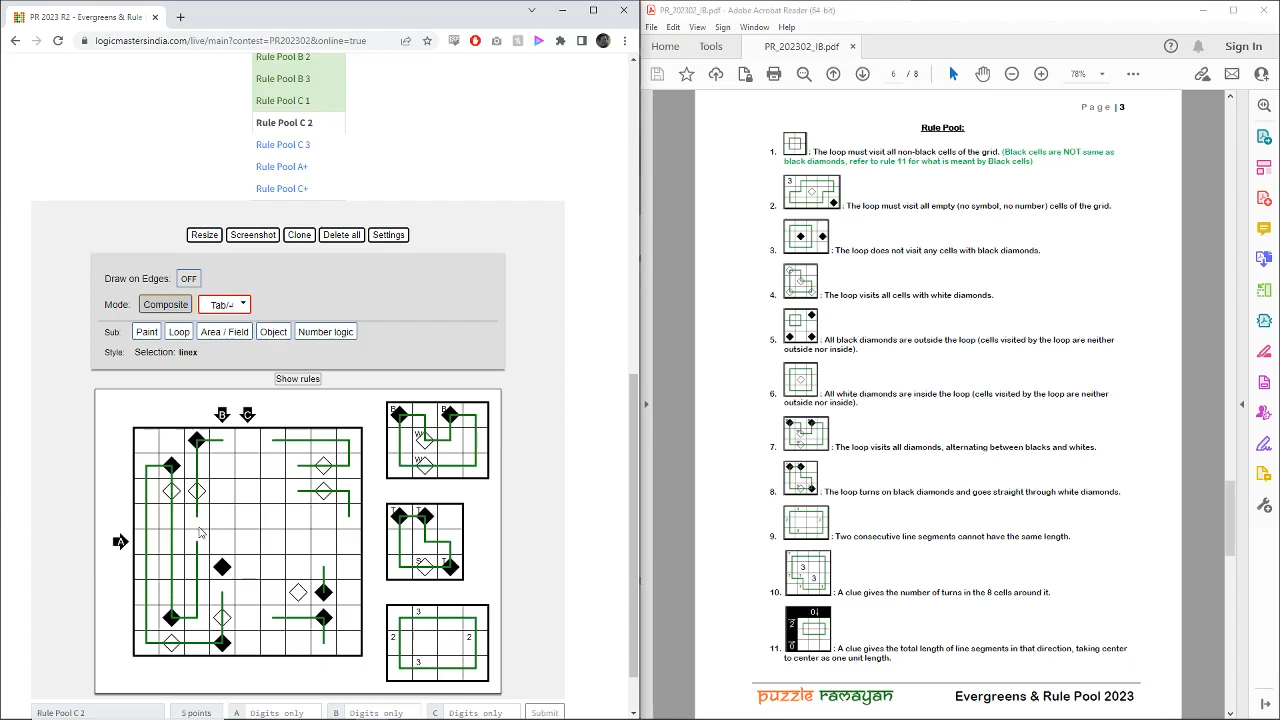 PR 2023 R2 - Evergreens & Rule
PR_202302_IB.pdf - Adobe Acrobat Reader (64-bit)
File Edit View Sign Window Help
logicmastersindia.com/live/main?contest=PR202302&online=true
Home Tools PR_202302_IB.pdf Sign In
6 / 8 78%
Rule Pool B 2
Rule Pool B 3
Rule Pool C 1
Rule Pool C 2
Rule Pool C 3
Rule Pool A+
Rule Pool C+
Resize Screenshot Clone Delete all Settings
Draw on Edges: OFF
Mode: Composite Tab/↵
Sub: Paint Loop Area / Field Object Number logic
Style: Selection: linex
Show rules
B C
A
B B
W
W
T T
S T
3
2 2
3
Rule Pool C 2 5 points A Digits only B Digits only C Digits only Submit
Page | 3
Rule Pool:
1. : The loop must visit all non-black cells of the grid. (Black cells are NOT same as
black diamonds, refer to rule 11 for what is meant by Black cells)
3
2. : The loop must visit all empty (no symbol, no number) cells of the grid.
3. : The loop does not visit any cells with black diamonds.
4. : The loop visits all cells with white diamonds.
5. : All black diamonds are outside the loop (cells visited by the loop are neither
outside nor inside).
6. : All white diamonds are inside the loop (cells visited by the loop are neither
outside nor inside).
7. : The loop visits all diamonds, alternating between blacks and whites.
8. : The loop turns on black diamonds and goes straight through white diamonds.
9. : Two consecutive line segments cannot have the same length.
3
3
10. : A clue gives the number of turns in the 8 cells around it.
11. : A clue gives the total length of line segments in that direction, taking center
to center as one unit length.
puzzle ramayan Evergreens & Rule Pool 2023